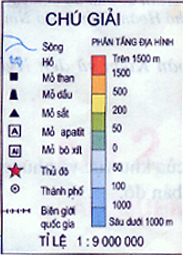 CHÚ GIẢI
Sông
Hồ
Mỏ than
Mỏ dầu
Mỏ sắt
A Mỏ apatit
Al Mỏ bô xít
Thủ đô
Thành phố
Biên giới
quốc gia
PHÂN TẦNG ĐỊA HÌNH
Trên 1500 m
1500
500
200
50
0
50
100
1000
Sâu dưới 1000 m
TỈ LỆ 1 : 9 000 000